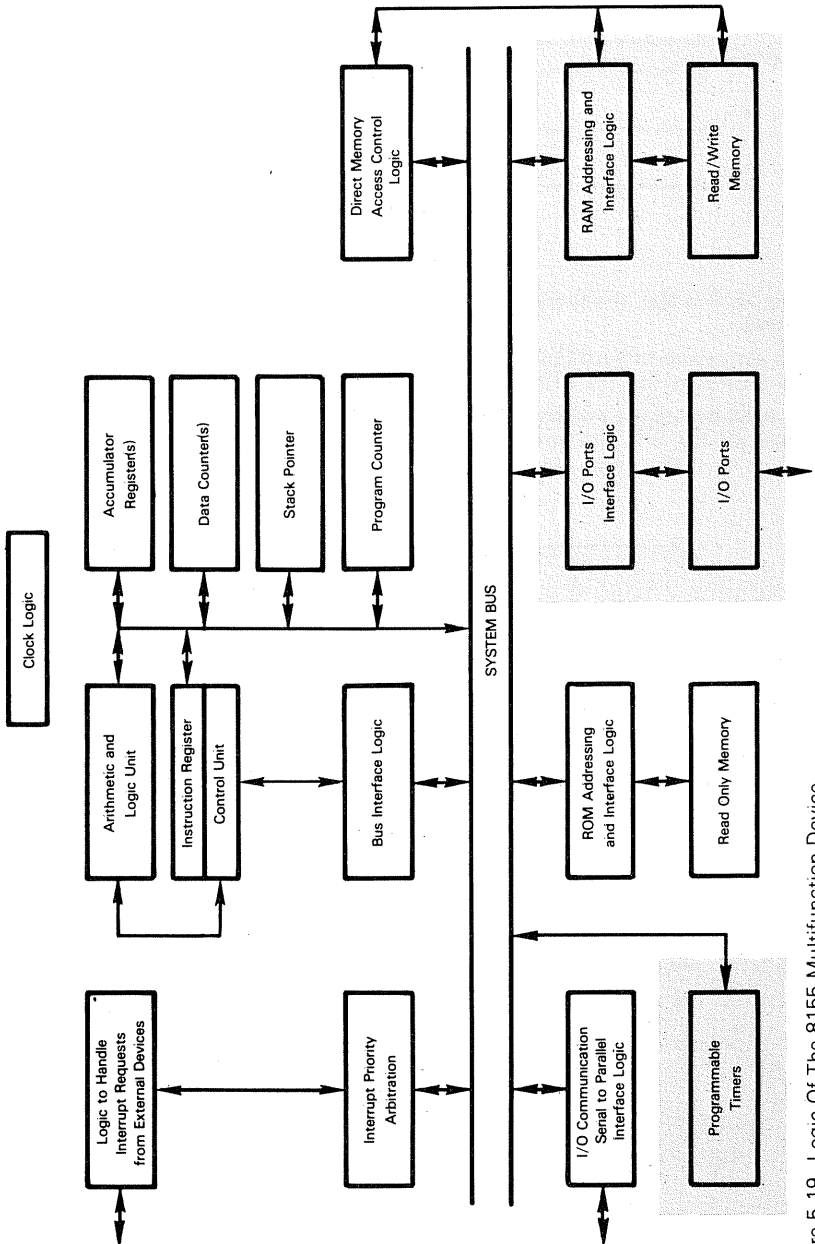 Clock Logic
Logic to Handle
Interrupt Requests
from External Devices
Arithmetic and
Logic Unit
Accumulator
Register(s)
Instruction Register
Control Unit
Data Counter(s)
Stack Pointer
Interrupt Priority
Arbitration
Bus Interface Logic
Program Counter
Direct Memory
Access Control
Logic
SYSTEM BUS
I/O Communication
Serial to Parallel
Interface Logic
ROM Addressing
and Interface Logic
I/O Ports
Interface Logic
RAM Addressing and
Interface Logic
Programmable
Timers
Read Only Memory
I/O Ports
Read/Write
Memory
re 5-19. Logic Of The 8155 Multifunction Device